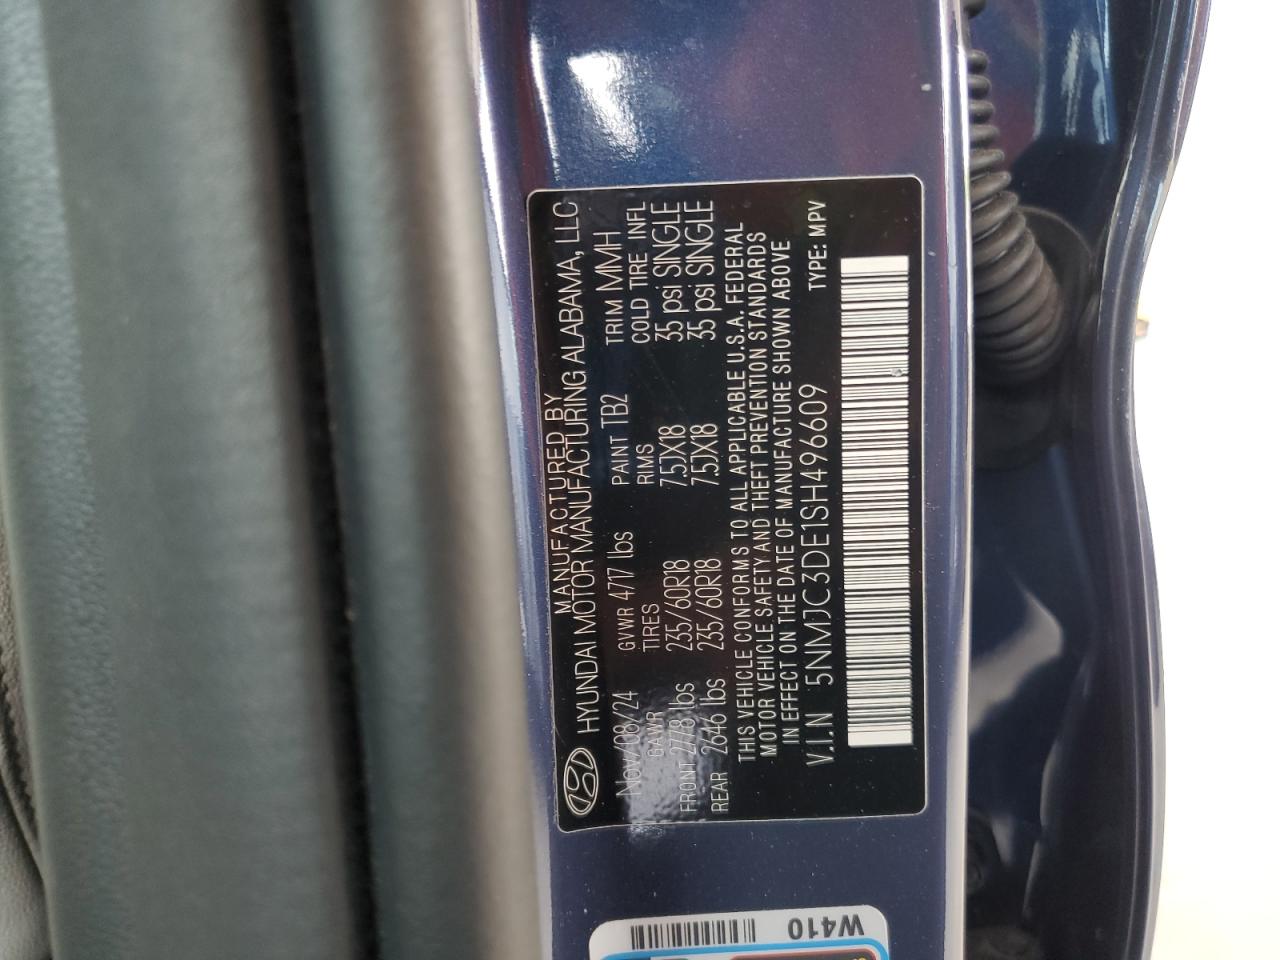 MANUFACTURED BY
HYUNDAI MOTOR MANUFACTURING ALABAMA, LLC
Nov/08/24 GVWR 4717 lbs PAINT TB2 TRIM MMH
GAWR TIRES RIMS COLD TIRE INFL
FRONT 2778 lbs 235/60R18 7.5JX18 35 psi SINGLE
REAR 2646 lbs 235/60R18 7.5JX18 35 psi SINGLE
THIS VEHICLE CONFORMS TO ALL APPLICABLE U.S.A. FEDERAL
MOTOR VEHICLE SAFETY AND THEFT PREVENTION STANDARDS
IN EFFECT ON THE DATE OF MANUFACTURE SHOWN ABOVE
V.I.N 5NMJC3DE1SH496609 TYPE: MPV
W410